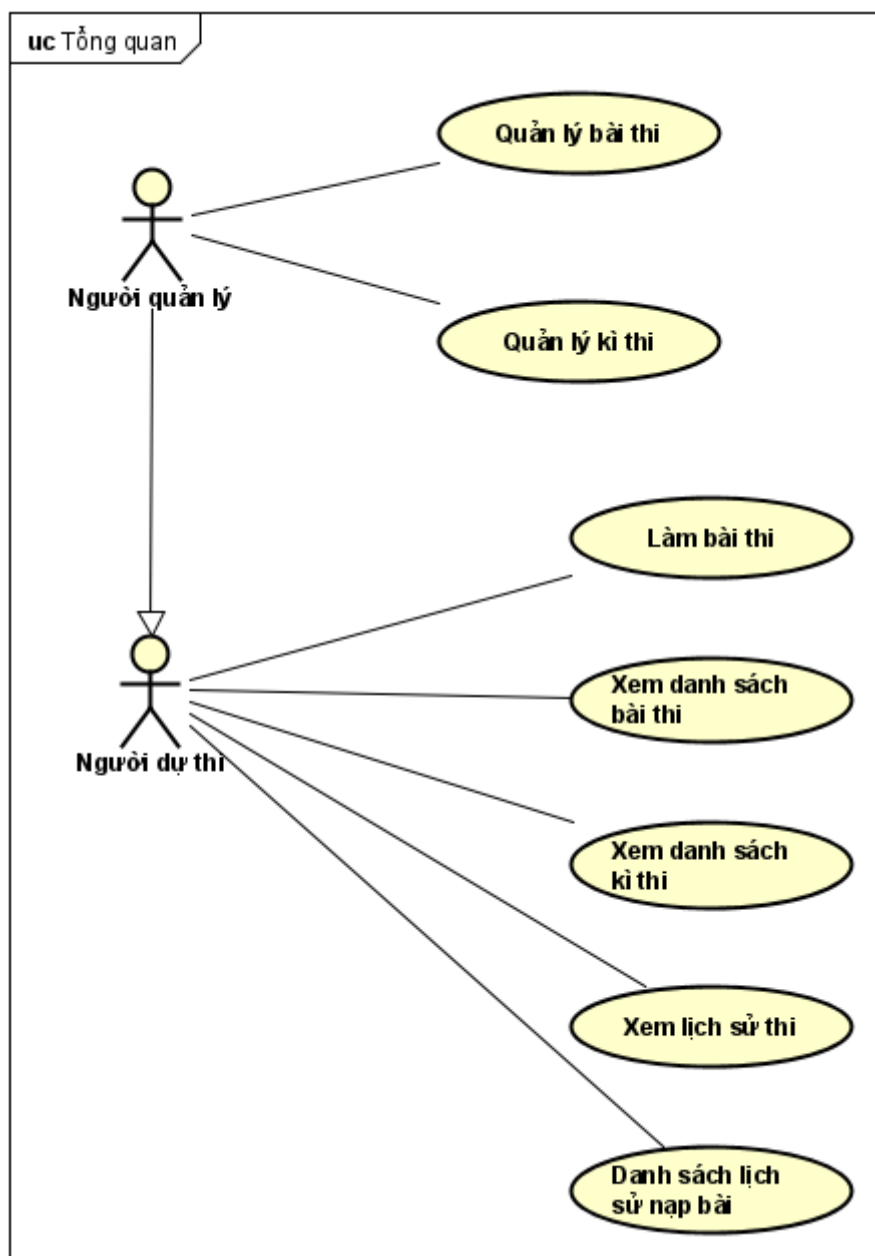 uc Tổng quan
Quản lý bài thi
Người quản lý
Quản lý kì thi
Làm bài thi
Xem danh sách
bài thi
Người dự thi
Xem danh sách
kì thi
Xem lịch sử thi
Danh sách lịch
sử nạp bài